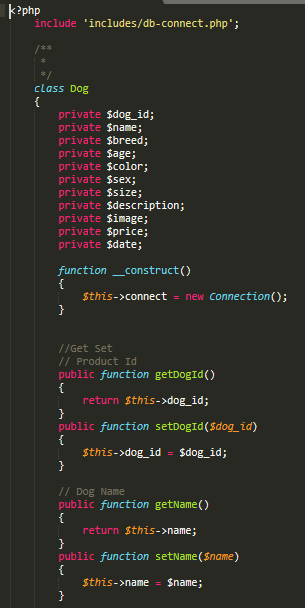 <?php
include 'includes/db-connect.php';
/**
*
*/
class Dog
{
private $dog_id;
private $name;
private $breed;
private $age;
private $color;
private $sex;
private $size;
private $description;
private $image;
private $price;
private $date;
function __construct()
{
$this->connect = new Connection();
}
//Get Set
// Product Id
public function getDogId()
{
return $this->dog_id;
}
public function setDogId($dog_id)
{
$this->dog_id = $dog_id;
}
// Dog Name
public function getName()
{
return $this->name;
}
public function setName($name)
{
$this->name = $name;
}